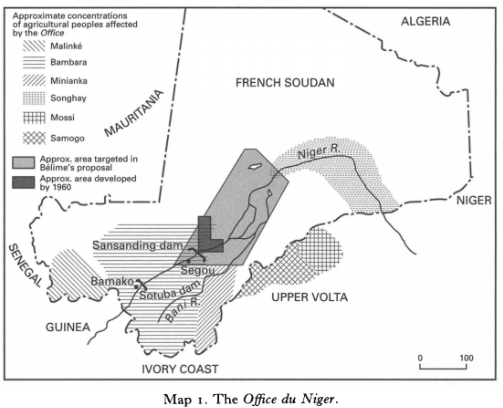 Approximate concentrations
of agricultural peoples affected
by the Office
Malinké
Bambara
Minianka
Songhay
Mossi
Samogo
Approx. area targeted in
Bélime's proposal
Approx. area developed
by 1960
ALGERIA
MAURITANIA
FRENCH SOUDAN
Niger R.
NIGER
SENEGAL
Sansanding dam
Segou
Bamako
Sotuba dam
Bani R.
UPPER VOLTA
GUINEA
IVORY COAST
0 100
Map 1. The Office du Niger.